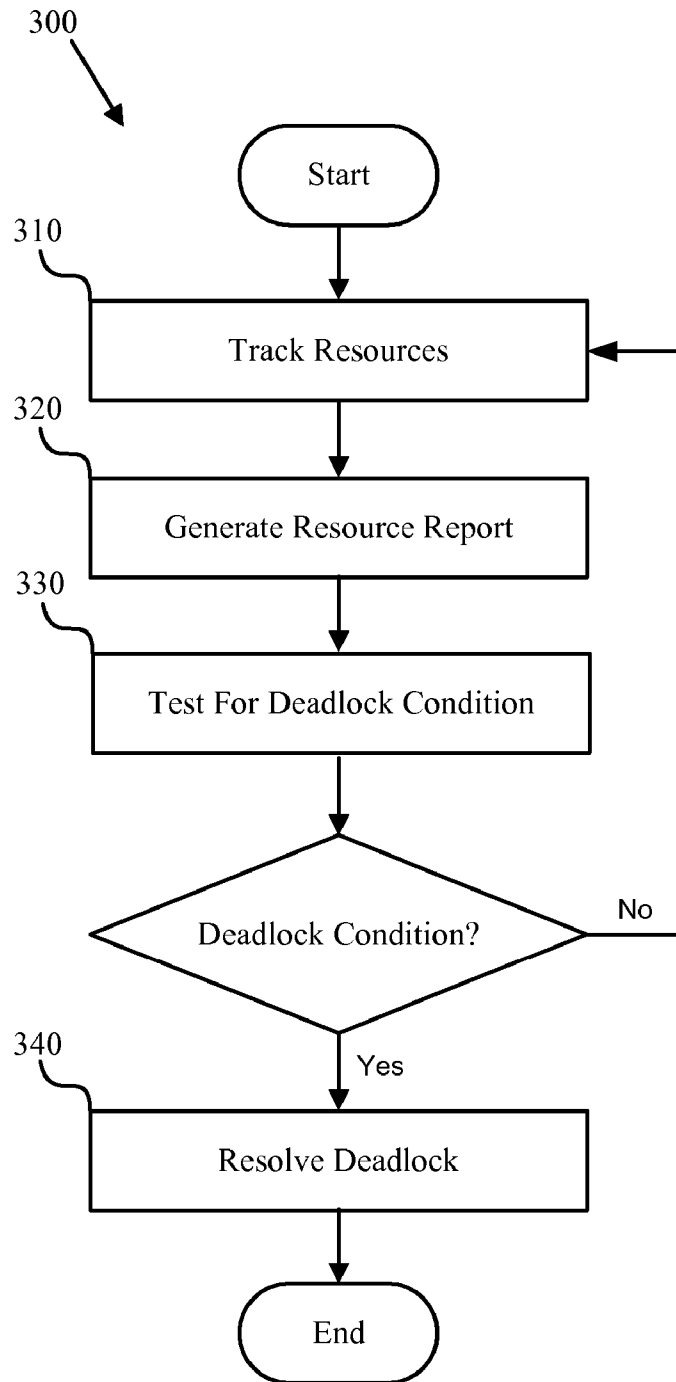 300
Start
310
Track Resources
320
Generate Resource Report
330
Test For Deadlock Condition
Deadlock Condition?
No
340
Yes
Resolve Deadlock
End